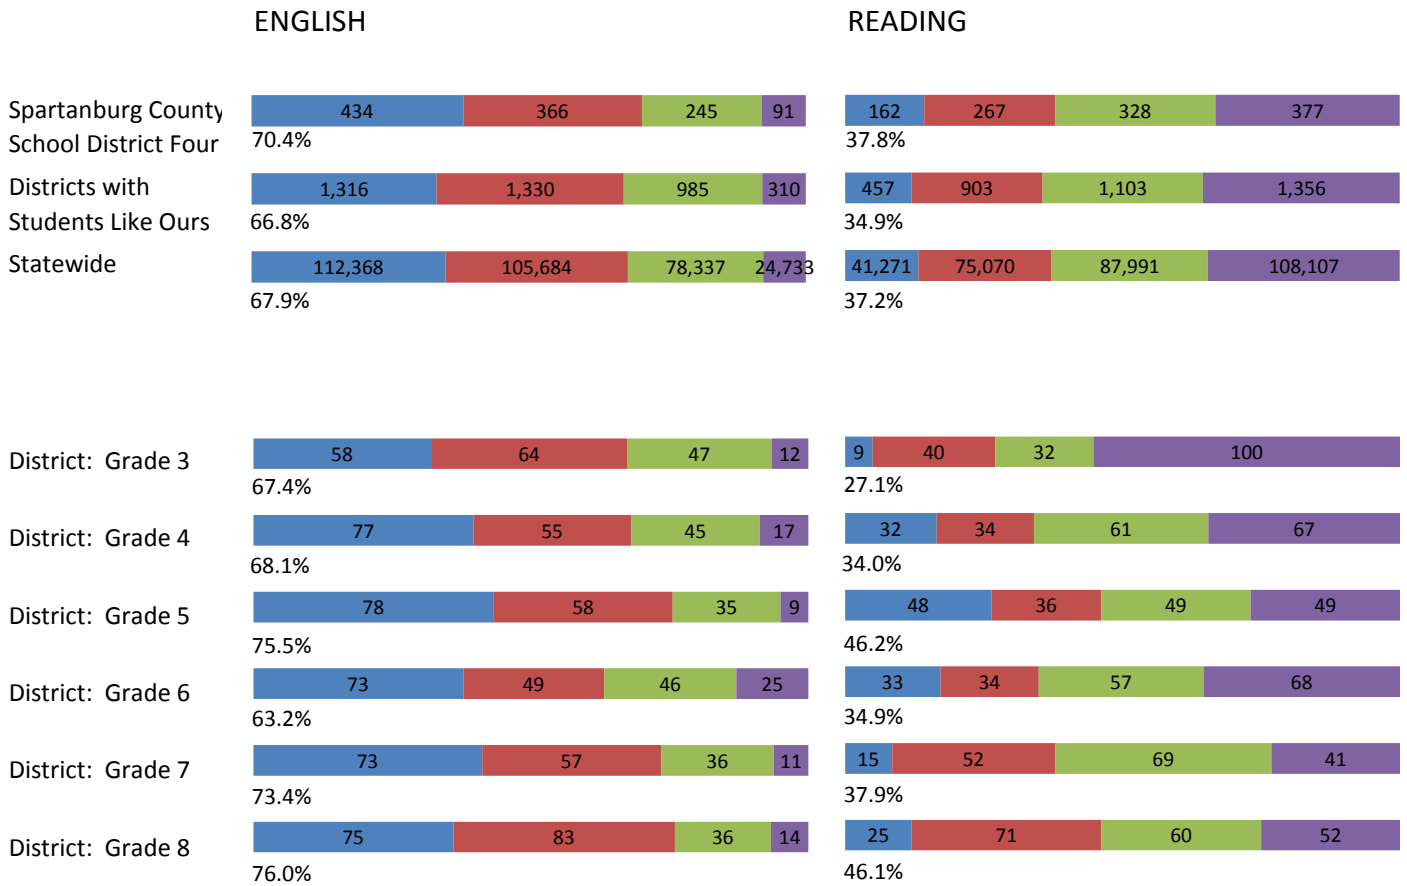 ENGLISH READING
Spartanburg County 434 366 245 91 162 267 328 377
School District Four 70.4% 37.8%
Districts with 1,316 1,330 985 310 457 903 1,103 1,356
Students Like Ours 66.8% 34.9%
Statewide 112,368 105,684 78,337 24,733 41,271 75,070 87,991 108,107
67.9% 37.2%
District: Grade 3 58 64 47 12 9 40 32 100
67.4% 27.1%
District: Grade 4 77 55 45 17 32 34 61 67
68.1% 34.0%
District: Grade 5 78 58 35 9 48 36 49 49
75.5% 46.2%
District: Grade 6 73 49 46 25 33 34 57 68
63.2% 34.9%
District: Grade 7 73 57 36 11 15 52 69 41
73.4% 37.9%
District: Grade 8 75 83 36 14 25 71 60 52
76.0% 46.1%